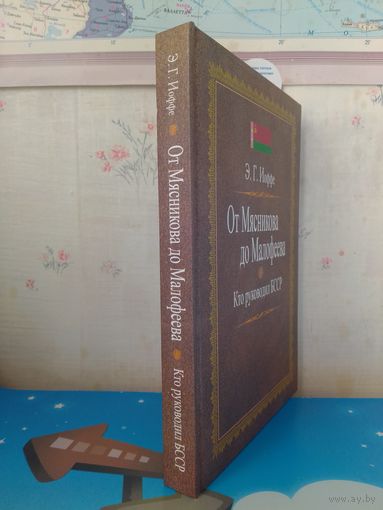 Э. Г. Иоффе
От Мясникова до Малофеева
Кто руководил БССР
Э. Г. Иоффе
От Мясникова
до Малофеева
Кто руководил БССР
ВАЛЛЕТТА
www.ay.by